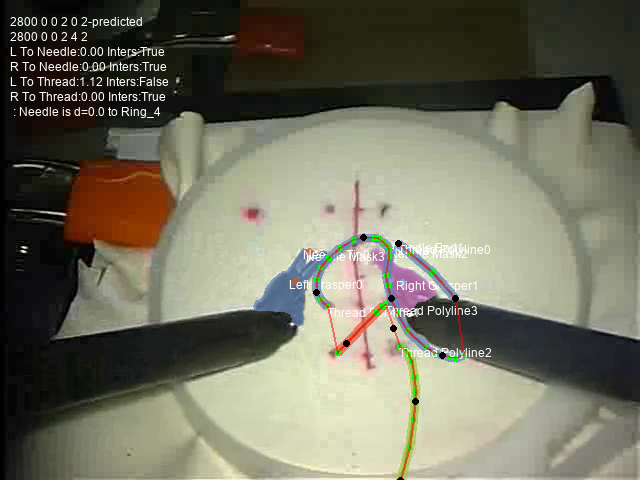 2800 0 0 2 0 2-predicted
2800 0 0 2 4 2
L To Needle:0.00 Inters:True
R To Needle:0.00 Inters:True
L To Thread:1.12 Inters:False
R To Thread:0.00 Inters:True
: Needle is d=0.0 to Ring_4
Left Grasper0
Right Grasper1
Thread Polyline3
Thread Polyline2